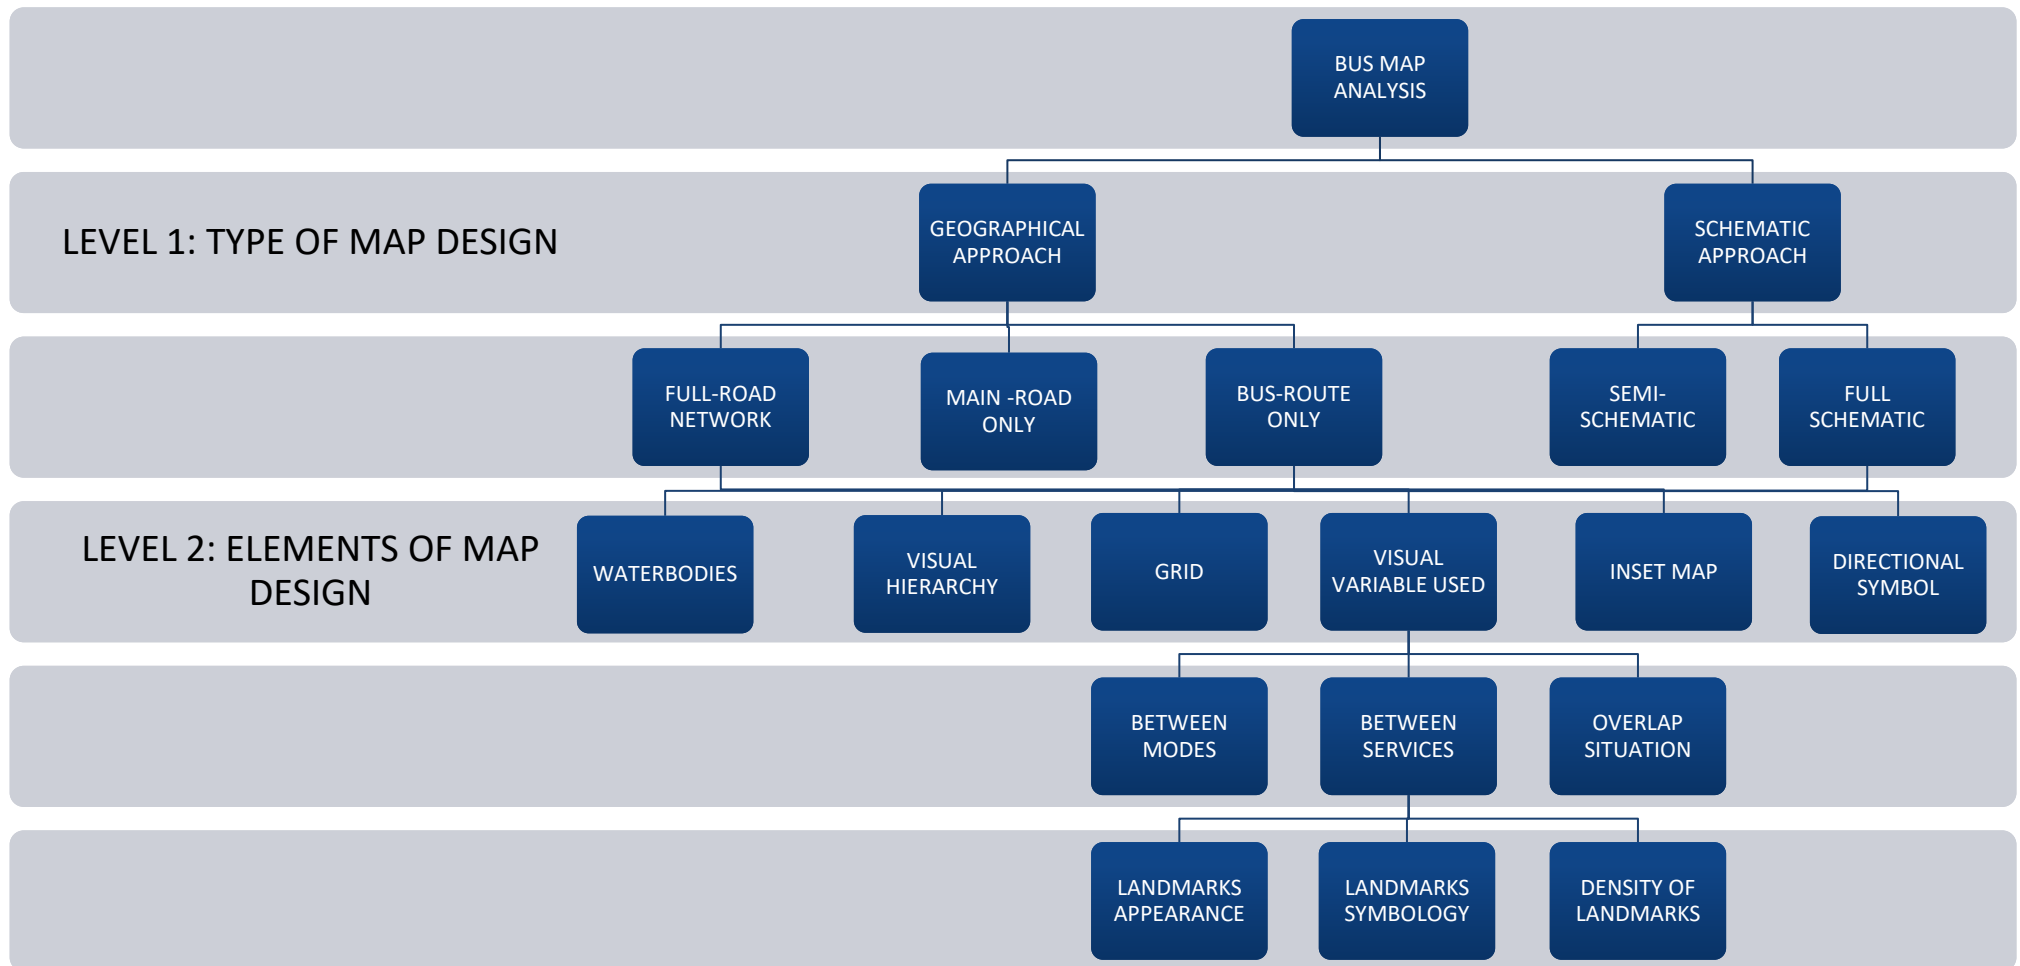 BUS MAP
ANALYSIS
LEVEL 1: TYPE OF MAP DESIGN
GEOGRAPHICAL
APPROACH
SCHEMATIC
APPROACH
FULL-ROAD
NETWORK
MAIN -ROAD
ONLY
BUS-ROUTE
ONLY
SEMI-
SCHEMATIC
FULL
SCHEMATIC
LEVEL 2: ELEMENTS OF MAP
DESIGN
WATERBODIES
VISUAL
HIERARCHY
GRID
VISUAL
VARIABLE USED
INSET MAP
DIRECTIONAL
SYMBOL
BETWEEN
MODES
BETWEEN
SERVICES
OVERLAP
SITUATION
LANDMARKS
APPEARANCE
LANDMARKS
SYMBOLOGY
DENSITY OF
LANDMARKS